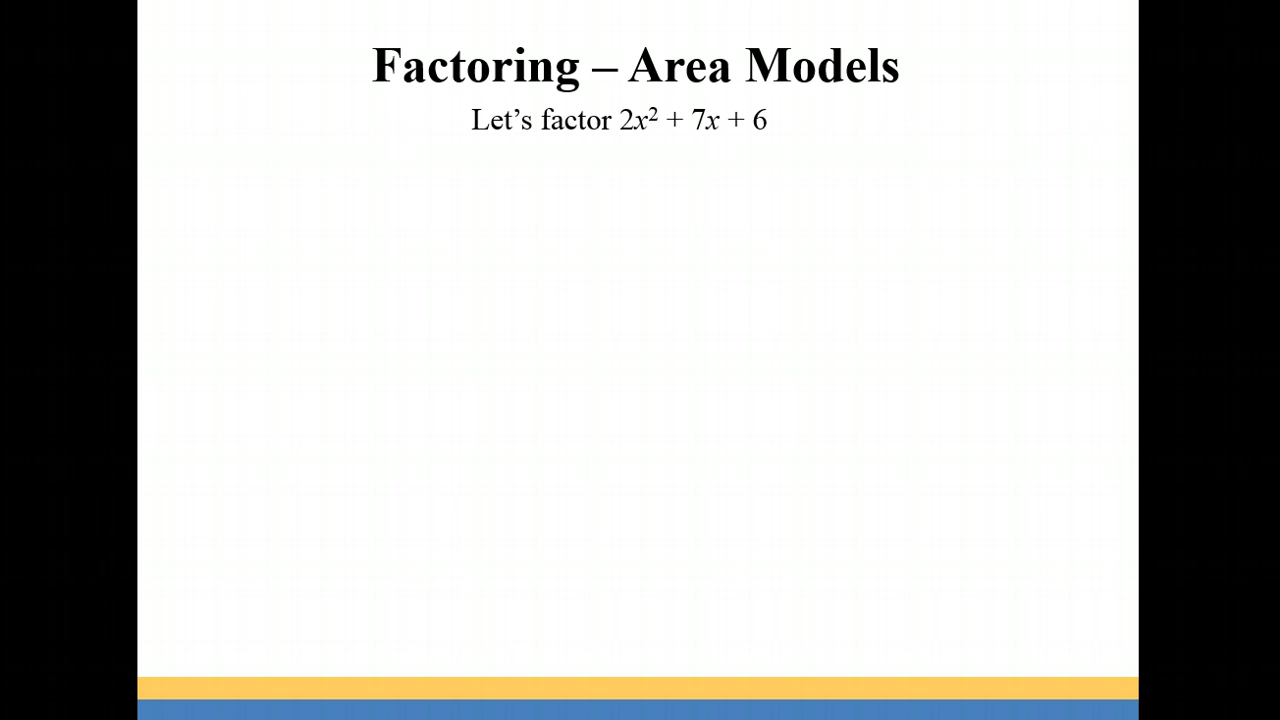 Factoring – Area Models
Let’s factor 2x² + 7x + 6